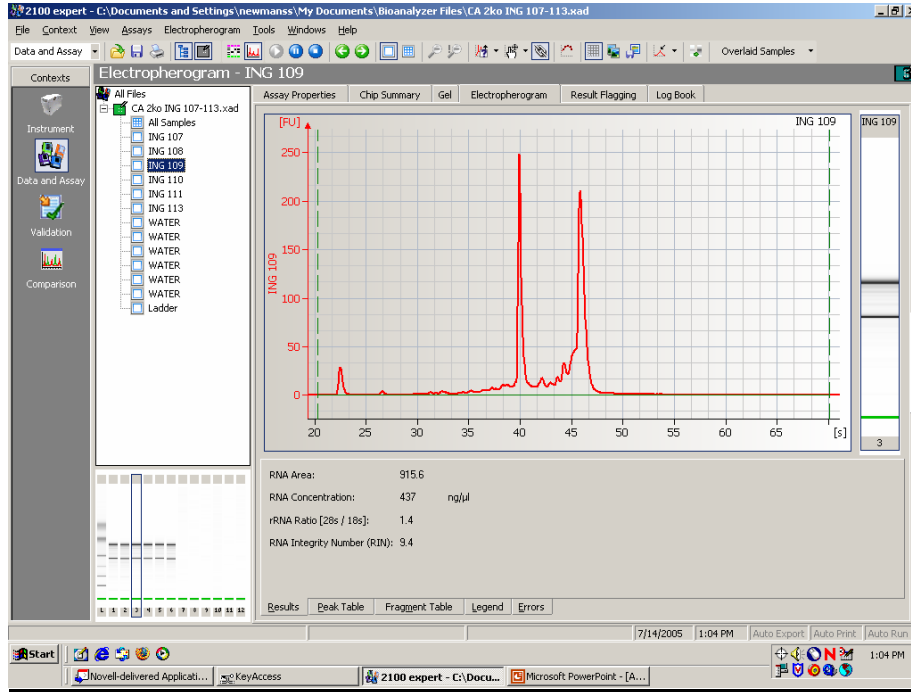 2100 expert - C:\Documents and Settings\newmanss\My Documents\Bioanalyzer Files\CA 2ko ING 107-113.xad
File Context View Assays Electropherogram Tools Windows Help
Data and Assay
Overlaid Samples
Contexts
Instrument
Data and Assay
Validation
Comparison
Electropherogram - ING 109
All Files
CA 2ko ING 107-113.xad
All Samples
ING 107
ING 108
ING 109
ING 110
ING 111
ING 113
WATER
WATER
WATER
WATER
WATER
WATER
Ladder
Assay Properties Chip Summary Gel Electropherogram Result Flagging Log Book
[FU]
ING 109
250
200
150
100
50
0
ING 109
20 25 30 35 40 45 50 55 60 65 [s]
ING 109
3
L 1 2 3 4 5 6 7 8 9 10 11 12
RNA Area: 915.6
RNA Concentration: 437 ng/µl
rRNA Ratio [28s / 18s]: 1.4
RNA Integrity Number (RIN): 9.4
Results Peak Table Fragment Table Legend Errors
7/14/2005 1:04 PM Auto Export Auto Print Auto Run
Start
1:04 PM
Novell-delivered Applicati... KeyAccess 2100 expert - C:\Docu... Microsoft PowerPoint - [A...